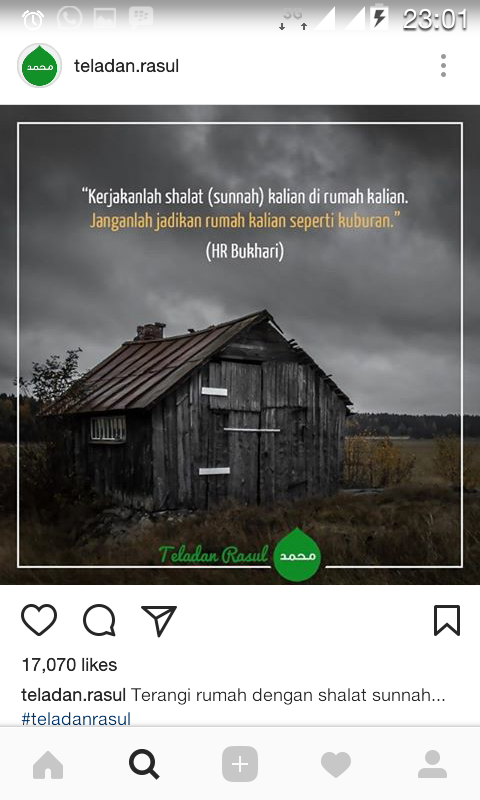 3G
23:01
محمد
teladan.rasul
“Kerjakanlah shalat (sunnah) kalian di rumah kalian.
Janganlah jadikan rumah kalian seperti kuburan.”
(HR Bukhari)
Teladan Rasul
محمد
17,070 likes
teladan.rasul Terangi rumah dengan shalat sunnah...
#teladanrasul